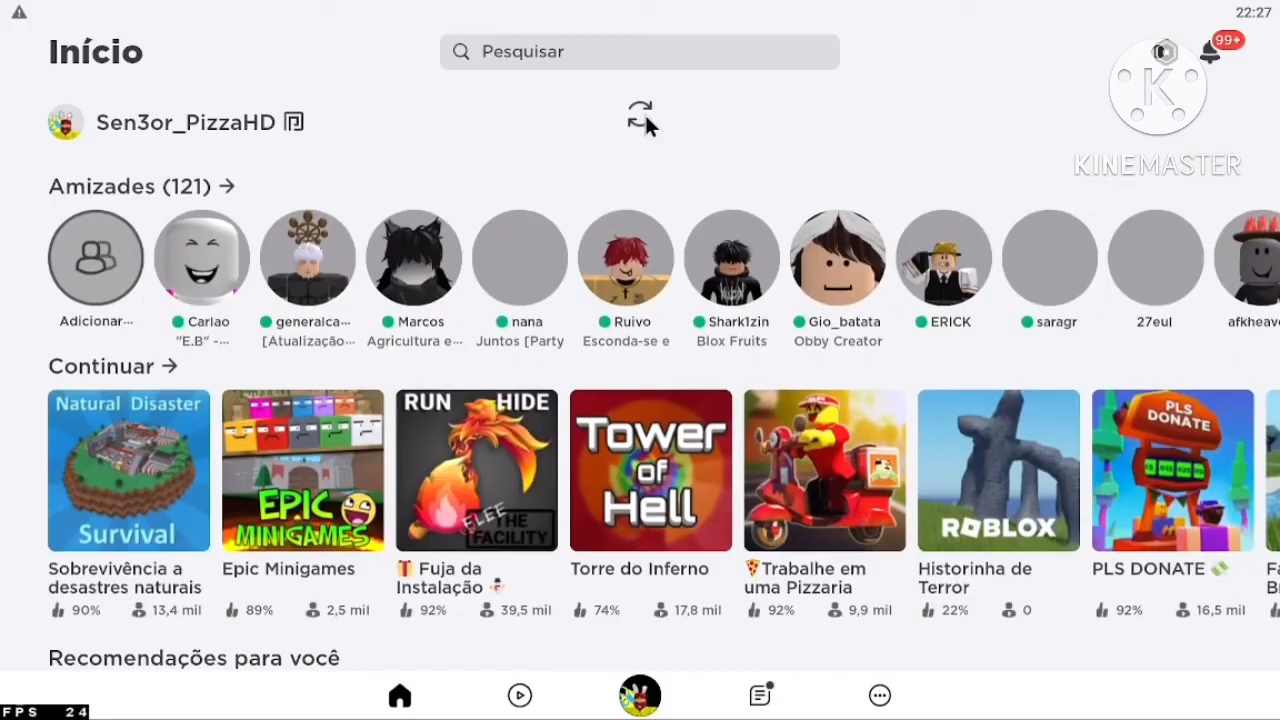 22:27
Início
Pesquisar
99+
K
KINEMASTER
Sen3or_PizzaHD
Amizades (121) →
Adicionar...
Carlao
generalca...
Marcos
nana
Ruivo
Shark1zin
Gio_batata
ERICK
saragr
27eul
afkheave
"E.B" -...
[Atualização...
Agricultura e...
Juntos [Party
Esconda-se e
Blox Fruits
Obby Creator
Continuar →
Natural Disaster
Survival
EPIC
MINIGAMES
RUN HIDE
FLEE
THE
FACILITY
Tower
of
Hell
ROBLOX
PLS
DONATE
Sobrevivência a
desastres naturais
90% 13,4 mil
Epic Minigames
89% 2,5 mil
🎁 Fuja da
Instalação ⛄
92% 39,5 mil
Torre do Inferno
74% 17,8 mil
🍕Trabalhe em
uma Pizzaria
92% 9,9 mil
Historinha de
Terror
22% 0
PLS DONATE 💸
92% 16,5 mil
Recomendações para você
FPS 24